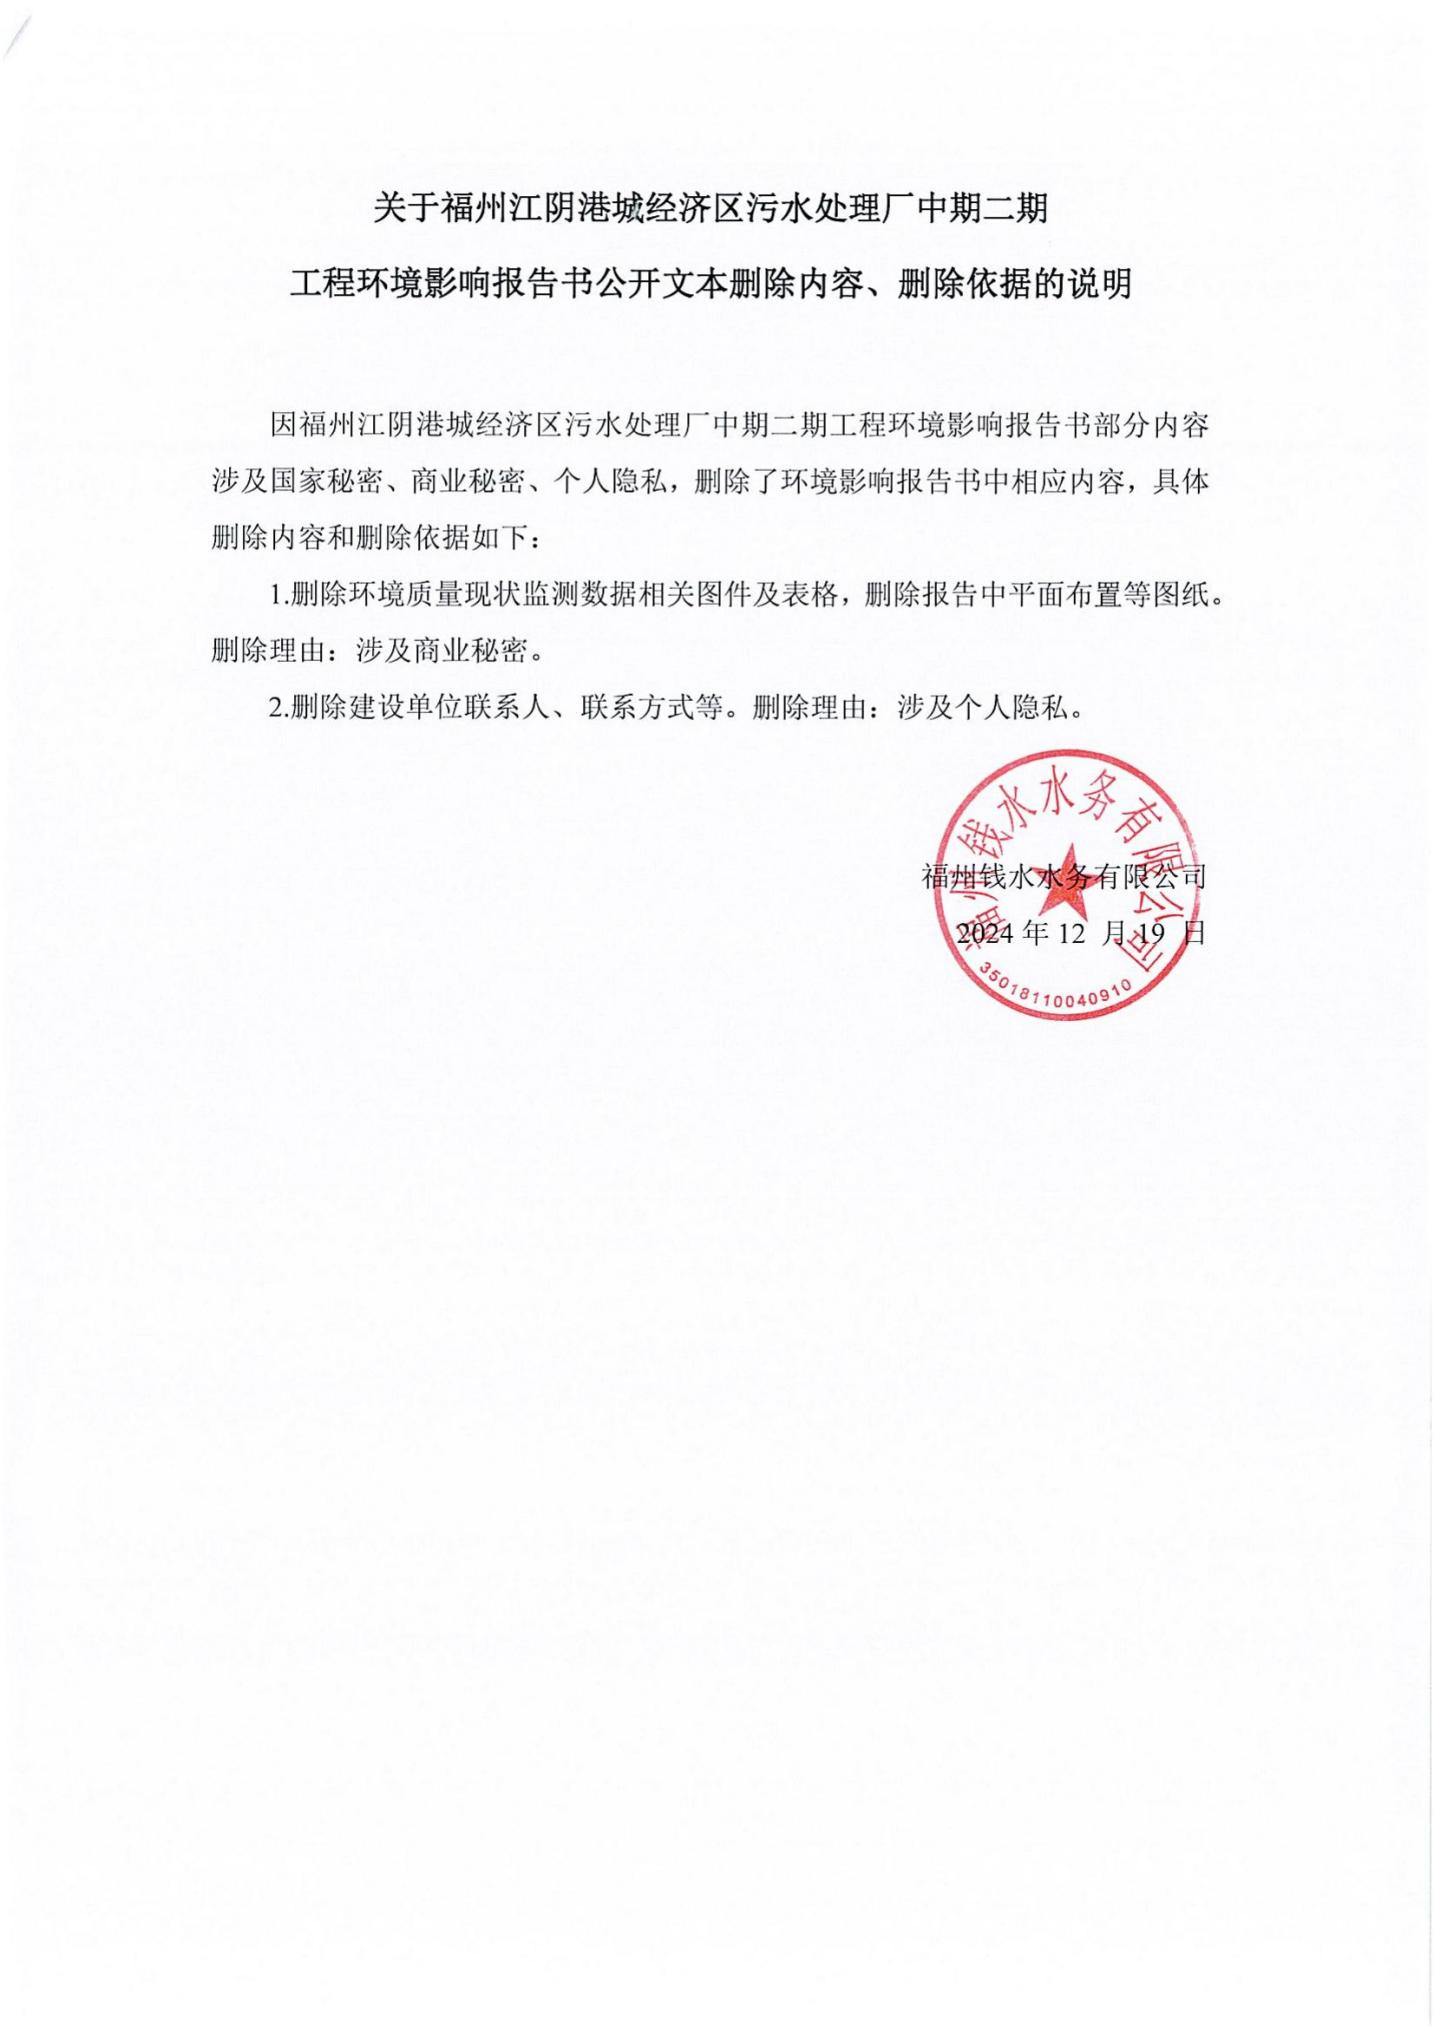 关于福州江阴港城经济区污水处理厂中期二期
工程环境影响报告书公开文本删除内容、删除依据的说明
因福州江阴港城经济区污水处理厂中期二期工程环境影响报告书部分内容
涉及国家秘密、商业秘密、个人隐私，删除了环境影响报告书中相应内容，具体
删除内容和删除依据如下：
1.删除环境质量现状监测数据相关图件及表格，删除报告中平面布置等图纸。
删除理由：涉及商业秘密。
2.删除建设单位联系人、联系方式等。删除理由：涉及个人隐私。
福州钱水水务有限公司
福州钱水水务有限公司
2024 年 12 月 19 日
35018110040910